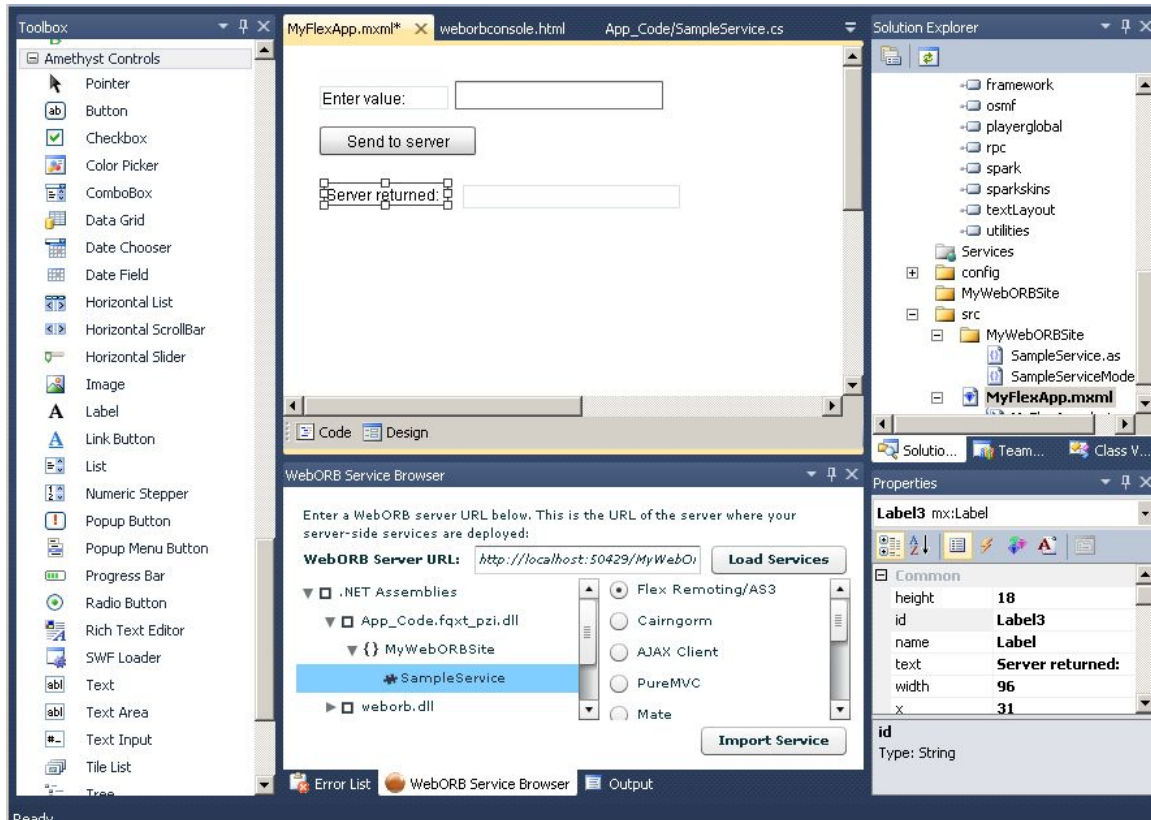 Toolbox
Amethyst Controls
Pointer
Button
Checkbox
Color Picker
ComboBox
Data Grid
Date Chooser
Date Field
Horizontal List
Horizontal ScrollBar
Horizontal Slider
Image
Label
Link Button
List
Numeric Stepper
Popup Button
Popup Menu Button
Progress Bar
Radio Button
Rich Text Editor
SWF Loader
Text
Text Area
Text Input
Tile List
Tree
Ready
MyFlexApp.mxml* weborbconsole.html App_Code/SampleService.cs
Enter value:
Send to server
Server returned:
Code Design
WebORB Service Browser
Enter a WebORB server URL below. This is the URL of the server where your
server-side services are deployed:
WebORB Server URL: http://localhost:50429/MyWebOr Load Services
.NET Assemblies
App_Code.fqxt_pzi.dll
{} MyWebORBSite
SampleService
weborb.dll
Flex Remoting/AS3
Cairngorm
AJAX Client
PureMVC
Mate
Import Service
Error List WebORB Service Browser Output
Solution Explorer
framework
osmf
playerglobal
rpc
spark
sparkskins
textLayout
utilities
Services
config
MyWebORBSite
src
MyWebORBSite
SampleService.as
SampleServiceMode
MyFlexApp.mxml
Solutio... Team... Class V...
Properties
Label3 mx:Label
Common
height 18
id Label3
name Label
text Server returned:
width 96
x 31
id
Type: String